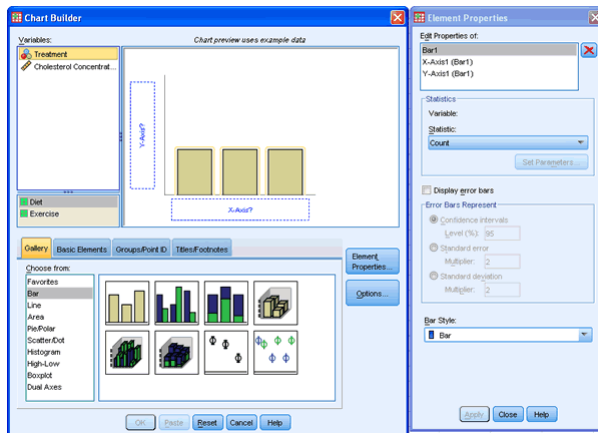 Chart Builder
Variables:
Chart preview uses example data
Treatment
Cholesterol Concentrat...
Y-Axis?
X-Axis?
Diet
Exercise
Gallery
Basic Elements
Groups/Point ID
Titles/Footnotes
Choose from:
Favorites
Bar
Line
Area
Pie/Polar
Scatter/Dot
Histogram
High-Low
Boxplot
Dual Axes
Element Properties...
Options...
OK
Paste
Reset
Cancel
Help
Element Properties
Edit Properties of:
Bar1
X-Axis1 (Bar1)
Y-Axis1 (Bar1)
Statistics
Variable:
Statistic:
Count
Set Parameters...
Display error bars
Error Bars Represent
Confidence intervals
Level (%): 95
Standard error
Multiplier: 2
Standard deviation
Multiplier: 2
Bar Style:
Bar
Apply
Close
Help